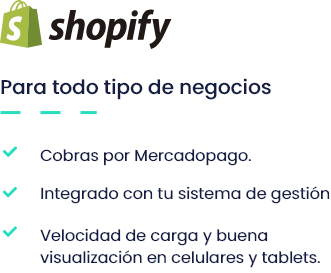 shopify
Para todo tipo de negocios
Cobras por Mercadopago.
Integrado con tu sistema de gestión
Velocidad de carga y buena
visualización en celulares y tablets.